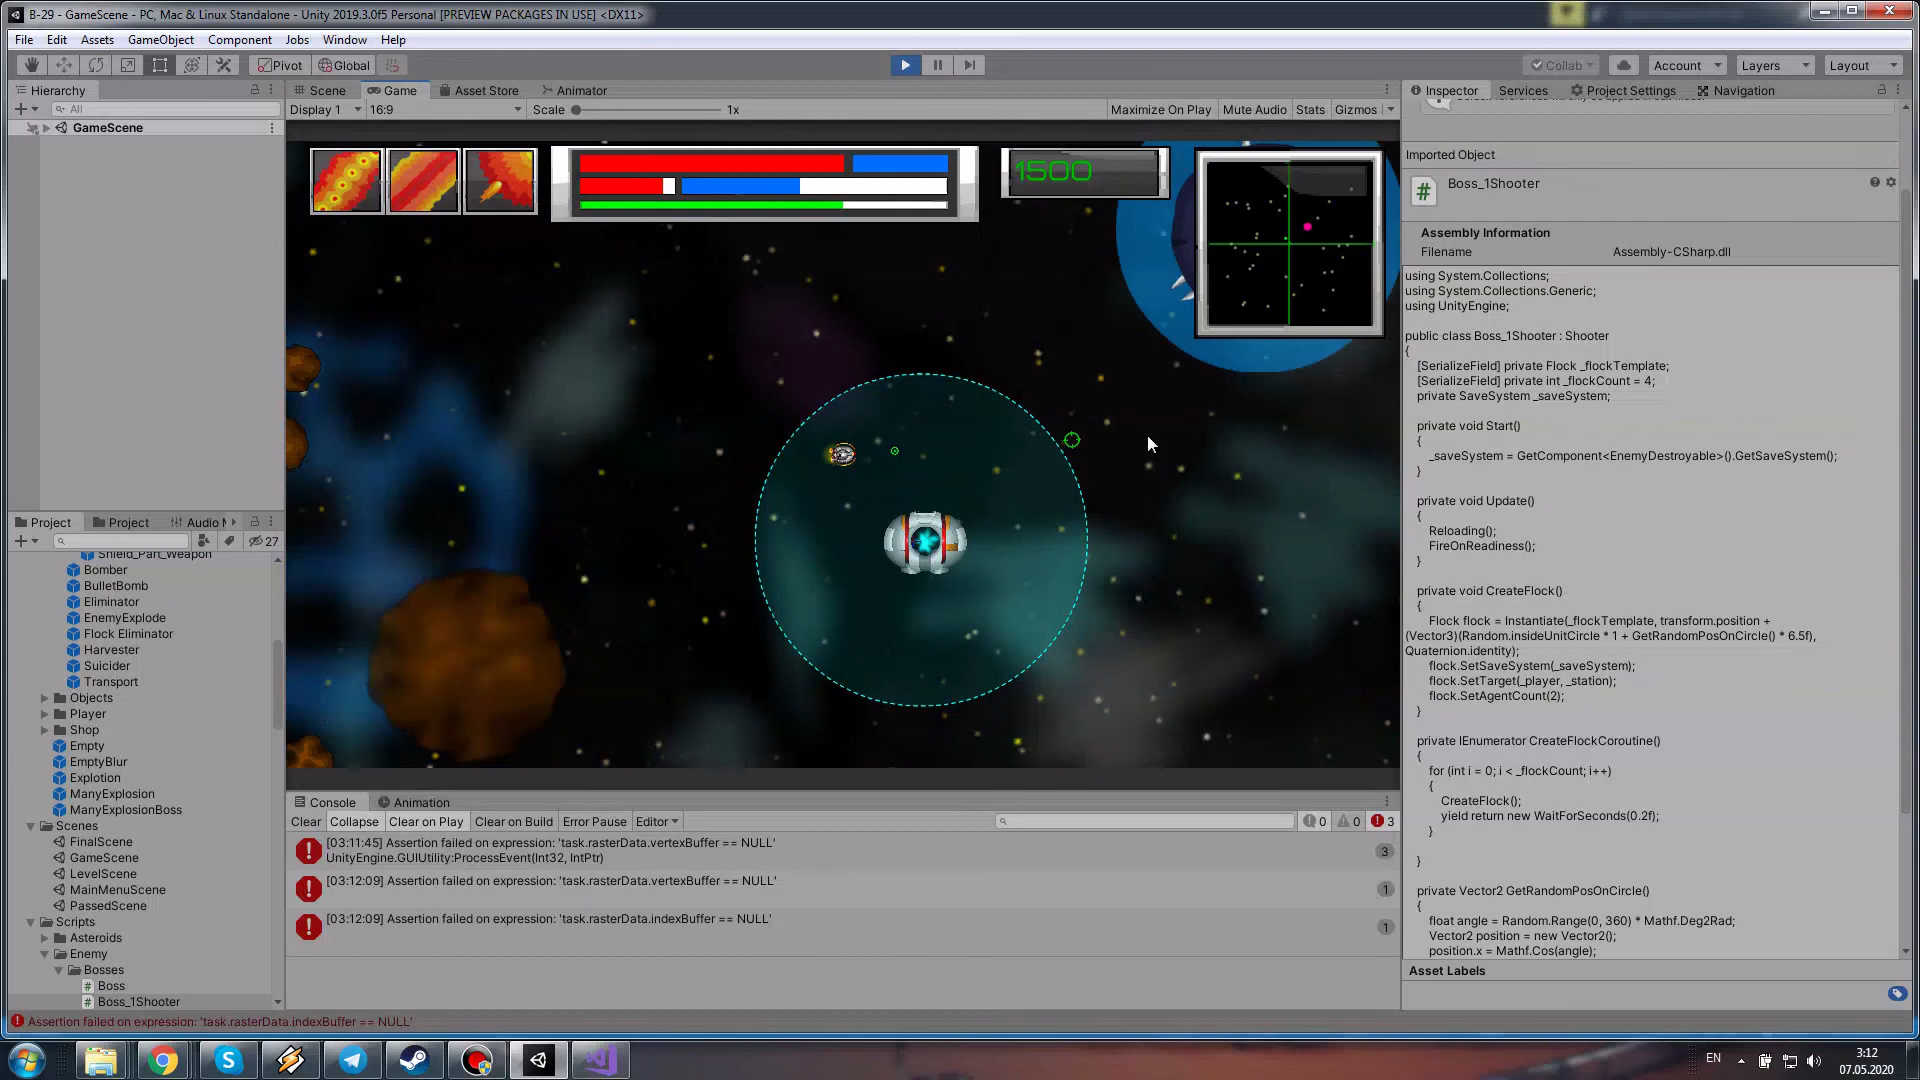 B-29 - GameScene - PC, Mac & Linux Standalone - Unity 2019.3.0f5 Personal [PREVIEW PACKAGES IN USE] <DX11>
File Edit Assets GameObject Component Jobs Window Help
Pivot Global Collab Account Layers Layout
Hierarchy
All
GameScene
Scene Game Asset Store Animator
Display 1 16:9 Scale 1x Maximize On Play Mute Audio Stats Gizmos
1500
Project Project Audio M
27
Shield_Part_Weapon
Bomber
BulletBomb
Eliminator
EnemyExplode
Flock Eliminator
Harvester
Suicider
Transport
Objects
Player
Shop
Empty
EmptyBlur
Explotion
ManyExplosion
ManyExplosionBoss
Scenes
FinalScene
GameScene
LevelScene
MainMenuScene
PassedScene
Scripts
Asteroids
Enemy
Bosses
Boss
Boss_1Shooter
Console Animation
Clear Collapse Clear on Play Clear on Build Error Pause Editor 0 0 3
[03:11:45] Assertion failed on expression: 'task.rasterData.vertexBuffer == NULL'
UnityEngine.GUIUtility:ProcessEvent(Int32, IntPtr)
3
[03:12:09] Assertion failed on expression: 'task.rasterData.vertexBuffer == NULL'
1
[03:12:09] Assertion failed on expression: 'task.rasterData.indexBuffer == NULL'
1
Inspector Services Project Settings Navigation
Imported Object
Boss_1Shooter
Assembly Information
Filename Assembly-CSharp.dll
using System.Collections;
using System.Collections.Generic;
using UnityEngine;
public class Boss_1Shooter : Shooter
{
[SerializeField] private Flock _flockTemplate;
[SerializeField] private int _flockCount = 4;
private SaveSystem _saveSystem;
private void Start()
{
_saveSystem = GetComponent<EnemyDestroyable>().GetSaveSystem();
}
private void Update()
{
Reloading();
FireOnReadiness();
}
private void CreateFlock()
{
Flock flock = Instantiate(_flockTemplate, transform.position +
(Vector3)(Random.insideUnitCircle * 1 + GetRandomPosOnCircle() * 6.5f),
Quaternion.identity);
flock.SetSaveSystem(_saveSystem);
flock.SetTarget(_player, _station);
flock.SetAgentCount(2);
}
private IEnumerator CreateFlockCoroutine()
{
for (int i = 0; i < _flockCount; i++)
{
CreateFlock();
yield return new WaitForSeconds(0.2f);
}
}
private Vector2 GetRandomPosOnCircle()
{
float angle = Random.Range(0, 360) * Mathf.Deg2Rad;
Vector2 position = new Vector2();
position.x = Mathf.Cos(angle);
Asset Labels
Assertion failed on expression: 'task.rasterData.indexBuffer == NULL'
EN
3:12
07.05.2020